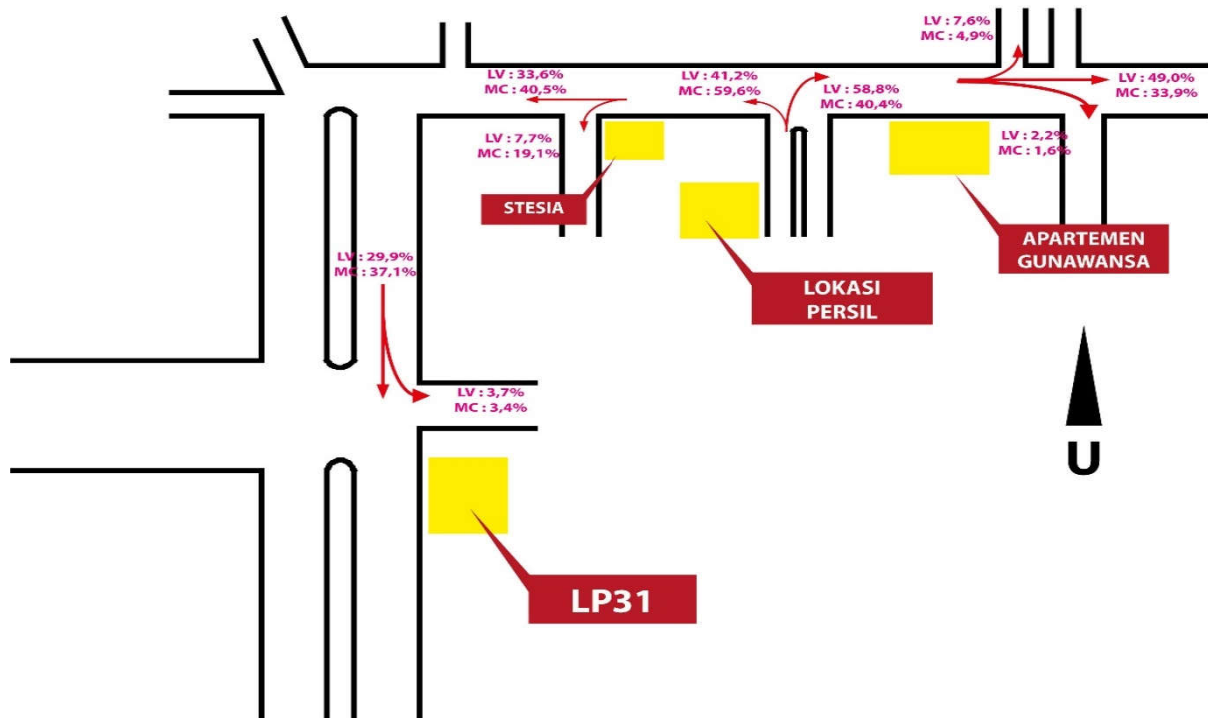 LV : 7,6%
MC : 4,9%
LV : 33,6%
MC : 40,5%
LV : 41,2%
MC : 59,6%
LV : 58,8%
MC : 40,4%
LV : 49,0%
MC : 33,9%
LV : 7,7%
MC : 19,1%
LV : 2,2%
MC : 1,6%
STESIA
APARTEMEN
GUNAWANSA
LOKASI
PERSIL
LV : 29,9%
MC : 37,1%
LV : 3,7%
MC : 3,4%
U
LP31